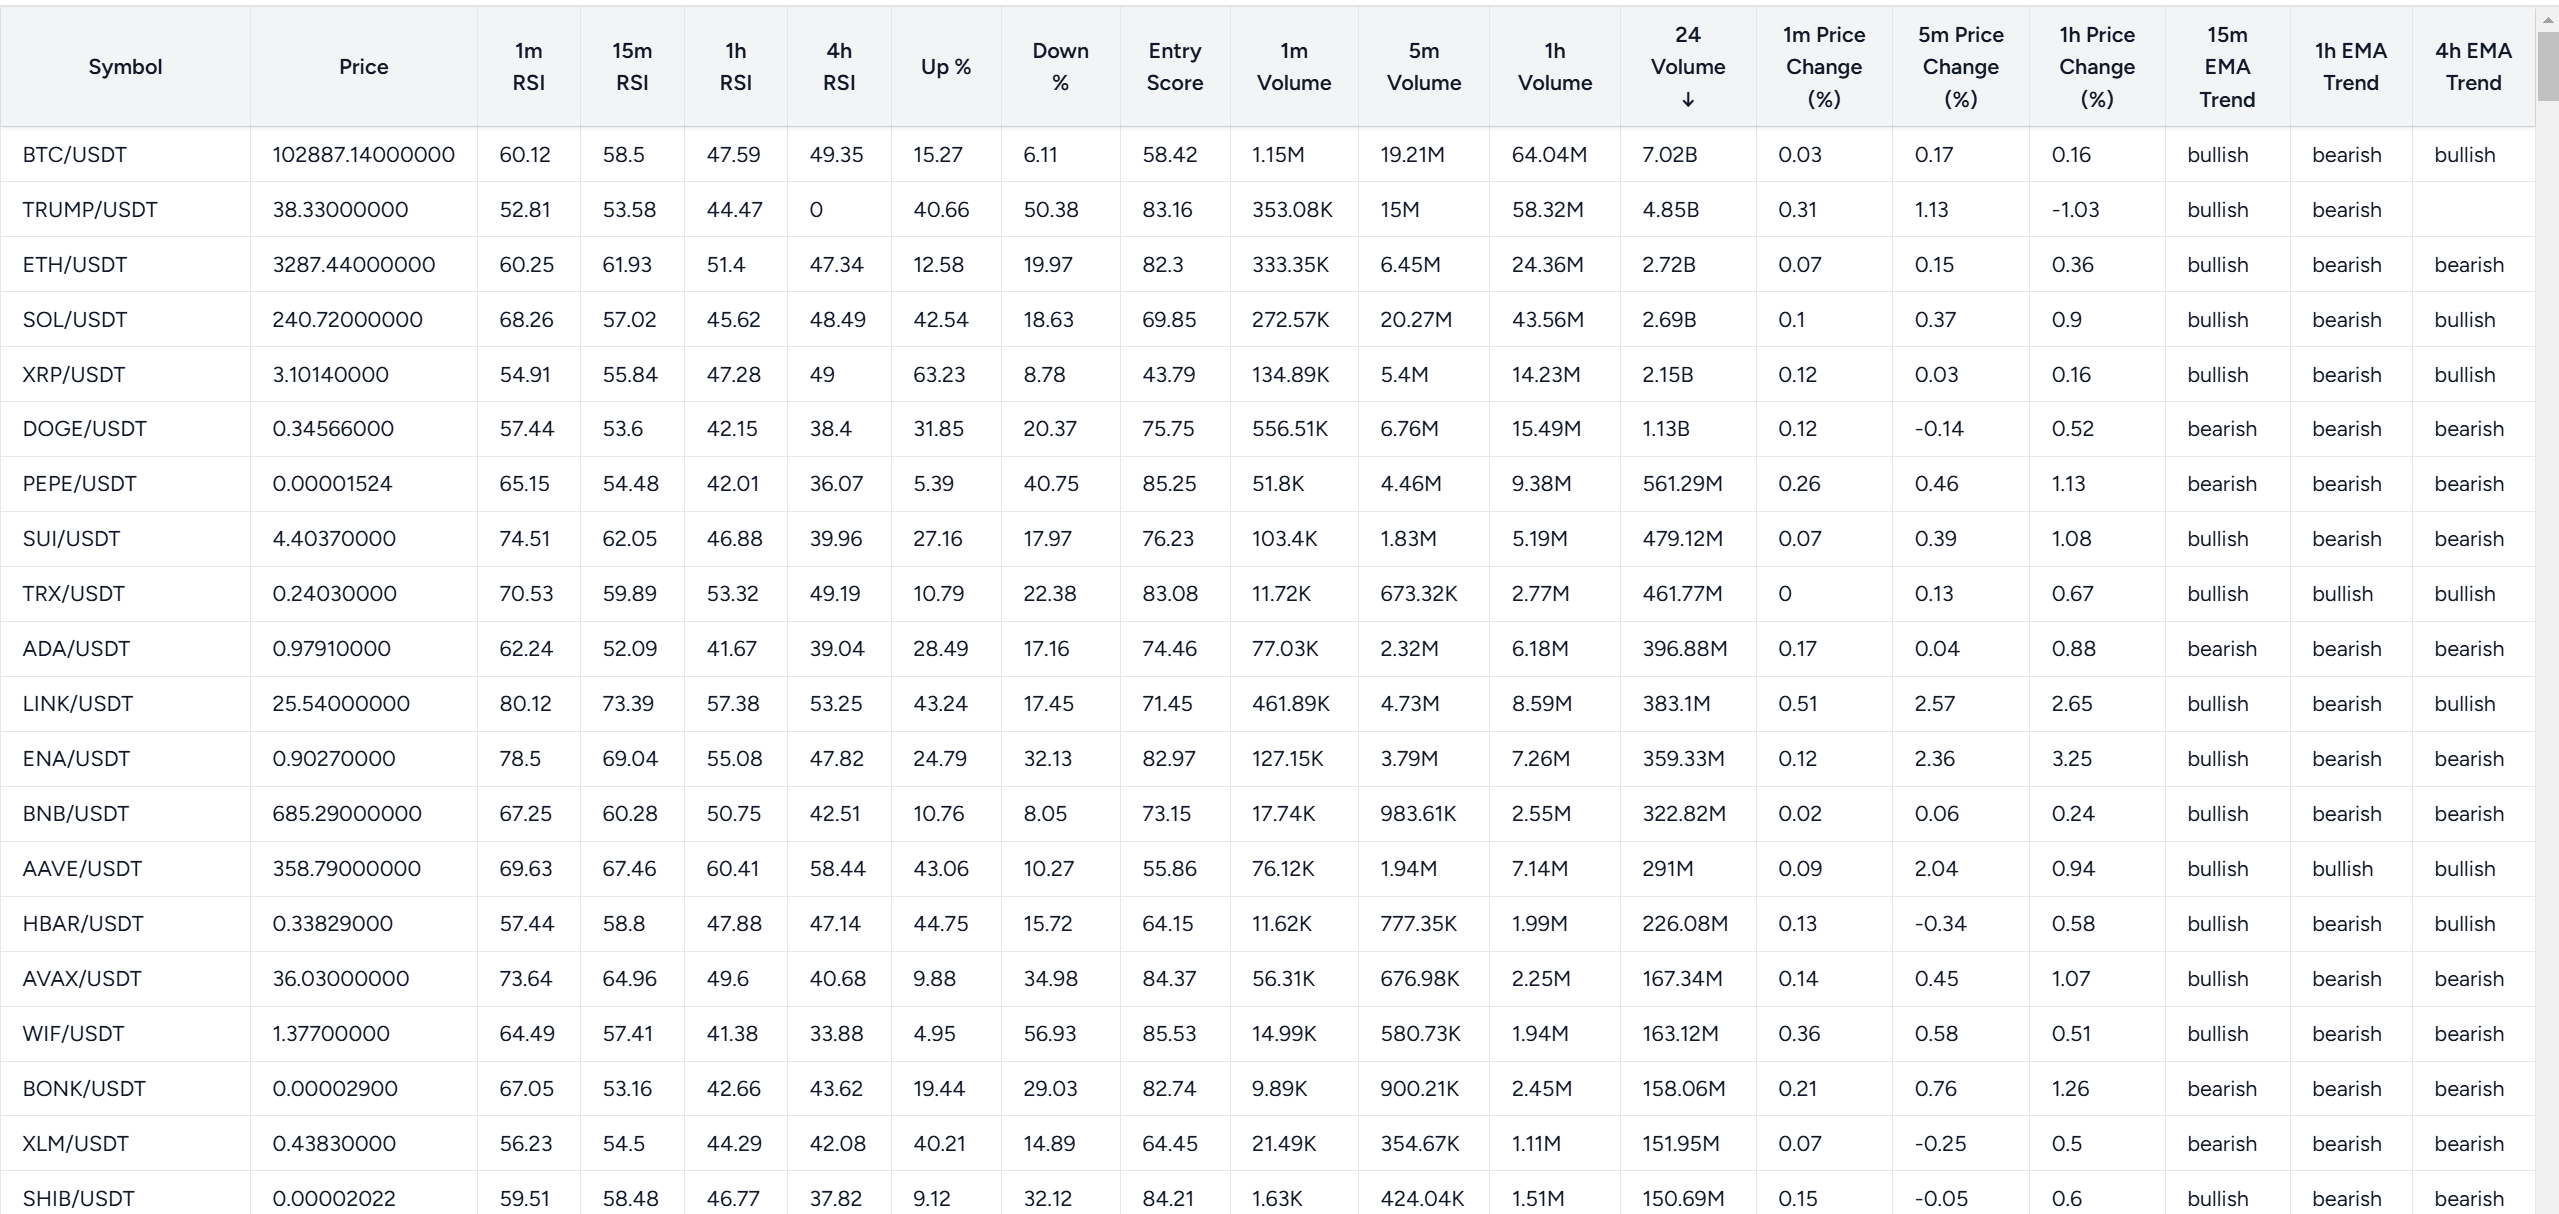 Symbol Price 1m RSI 15m RSI 1h RSI 4h RSI Up % Down % Entry Score 1m Volume 5m Volume 1h Volume 24 Volume ↓ 1m Price Change (%) 5m Price Change (%) 1h Price Change (%) 15m EMA Trend 1h EMA Trend 4h EMA Trend
BTC/USDT 102887.14000000 60.12 58.5 47.59 49.35 15.27 6.11 58.42 1.15M 19.21M 64.04M 7.02B 0.03 0.17 0.16 bullish bearish bullish
TRUMP/USDT 38.33000000 52.81 53.58 44.47 0 40.66 50.38 83.16 353.08K 15M 58.32M 4.85B 0.31 1.13 -1.03 bullish bearish
ETH/USDT 3287.44000000 60.25 61.93 51.4 47.34 12.58 19.97 82.3 333.35K 6.45M 24.36M 2.72B 0.07 0.15 0.36 bullish bearish bearish
SOL/USDT 240.72000000 68.26 57.02 45.62 48.49 42.54 18.63 69.85 272.57K 20.27M 43.56M 2.69B 0.1 0.37 0.9 bullish bearish bullish
XRP/USDT 3.10140000 54.91 55.84 47.28 49 63.23 8.78 43.79 134.89K 5.4M 14.23M 2.15B 0.12 0.03 0.16 bullish bearish bullish
DOGE/USDT 0.34566000 57.44 53.6 42.15 38.4 31.85 20.37 75.75 556.51K 6.76M 15.49M 1.13B 0.12 -0.14 0.52 bearish bearish bearish
PEPE/USDT 0.00001524 65.15 54.48 42.01 36.07 5.39 40.75 85.25 51.8K 4.46M 9.38M 561.29M 0.26 0.46 1.13 bearish bearish bearish
SUI/USDT 4.40370000 74.51 62.05 46.88 39.96 27.16 17.97 76.23 103.4K 1.83M 5.19M 479.12M 0.07 0.39 1.08 bullish bearish bearish
TRX/USDT 0.24030000 70.53 59.89 53.32 49.19 10.79 22.38 83.08 11.72K 673.32K 2.77M 461.77M 0 0.13 0.67 bullish bullish bullish
ADA/USDT 0.97910000 62.24 52.09 41.67 39.04 28.49 17.16 74.46 77.03K 2.32M 6.18M 396.88M 0.17 0.04 0.88 bearish bearish bearish
LINK/USDT 25.54000000 80.12 73.39 57.38 53.25 43.24 17.45 71.45 461.89K 4.73M 8.59M 383.1M 0.51 2.57 2.65 bullish bearish bullish
ENA/USDT 0.90270000 78.5 69.04 55.08 47.82 24.79 32.13 82.97 127.15K 3.79M 7.26M 359.33M 0.12 2.36 3.25 bullish bearish bearish
BNB/USDT 685.29000000 67.25 60.28 50.75 42.51 10.76 8.05 73.15 17.74K 983.61K 2.55M 322.82M 0.02 0.06 0.24 bullish bearish bearish
AAVE/USDT 358.79000000 69.63 67.46 60.41 58.44 43.06 10.27 55.86 76.12K 1.94M 7.14M 291M 0.09 2.04 0.94 bullish bullish bullish
HBAR/USDT 0.33829000 57.44 58.8 47.88 47.14 44.75 15.72 64.15 11.62K 777.35K 1.99M 226.08M 0.13 -0.34 0.58 bullish bearish bullish
AVAX/USDT 36.03000000 73.64 64.96 49.6 40.68 9.88 34.98 84.37 56.31K 676.98K 2.25M 167.34M 0.14 0.45 1.07 bullish bearish bearish
WIF/USDT 1.37700000 64.49 57.41 41.38 33.88 4.95 56.93 85.53 14.99K 580.73K 1.94M 163.12M 0.36 0.58 0.51 bullish bearish bearish
BONK/USDT 0.00002900 67.05 53.16 42.66 43.62 19.44 29.03 82.74 9.89K 900.21K 2.45M 158.06M 0.21 0.76 1.26 bearish bearish bearish
XLM/USDT 0.43830000 56.23 54.5 44.29 42.08 40.21 14.89 64.45 21.49K 354.67K 1.11M 151.95M 0.07 -0.25 0.5 bearish bearish bearish
SHIB/USDT 0.00002022 59.51 58.48 46.77 37.82 9.12 32.12 84.21 1.63K 424.04K 1.51M 150.69M 0.15 -0.05 0.6 bullish bearish bearish